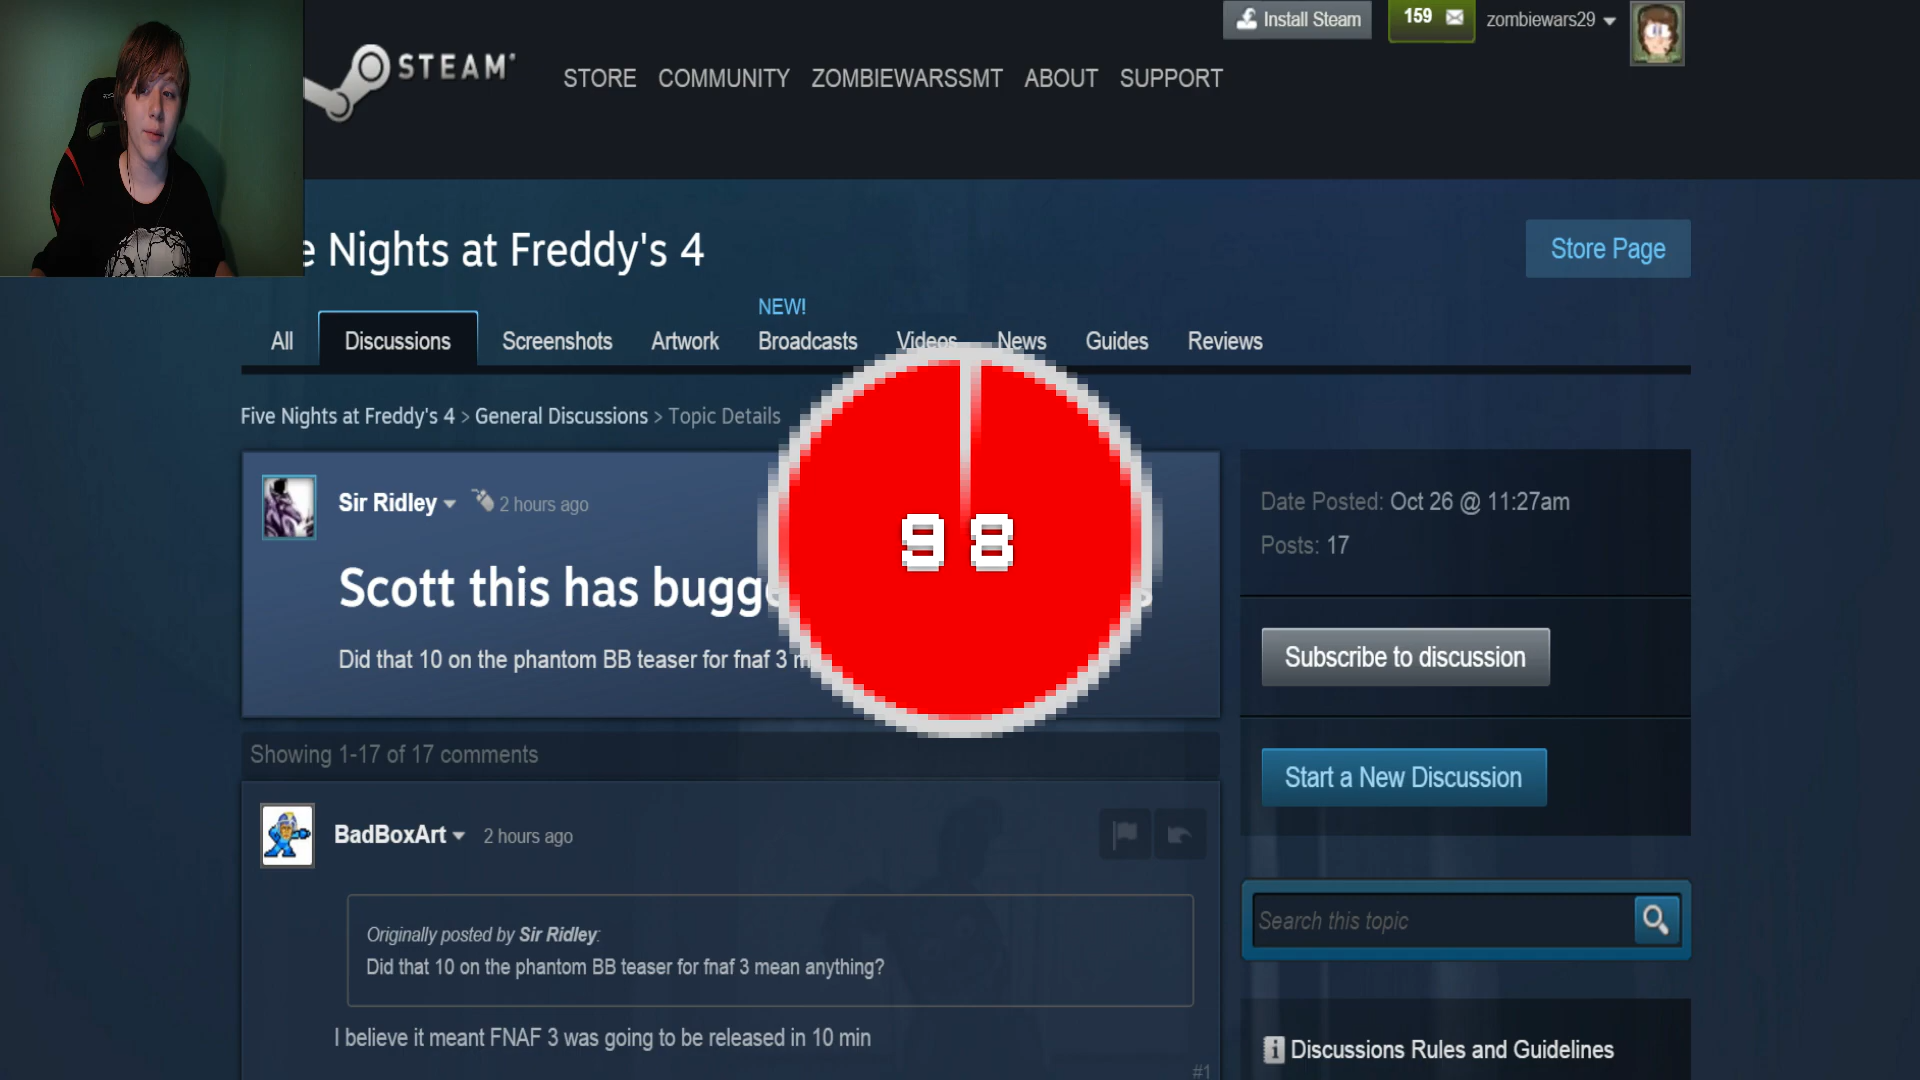 Install Steam
159
zombiewars29
STEAM
STORE COMMUNITY ZOMBIEWARSSMT ABOUT SUPPORT
e Nights at Freddy's 4
Store Page
NEW!
All Discussions Screenshots Artwork Broadcasts Videos News Guides Reviews
Five Nights at Freddy's 4 > General Discussions > Topic Details
Sir Ridley 2 hours ago
Scott this has bugge
Did that 10 on the phantom BB teaser for fnaf 3 m
98
Date Posted: Oct 26 @ 11:27am
Posts: 17
Subscribe to discussion
Start a New Discussion
Showing 1-17 of 17 comments
BadBoxArt 2 hours ago
Originally posted by Sir Ridley:
Did that 10 on the phantom BB teaser for fnaf 3 mean anything?
I believe it meant FNAF 3 was going to be released in 10 min
#1
Search this topic
Discussions Rules and Guidelines